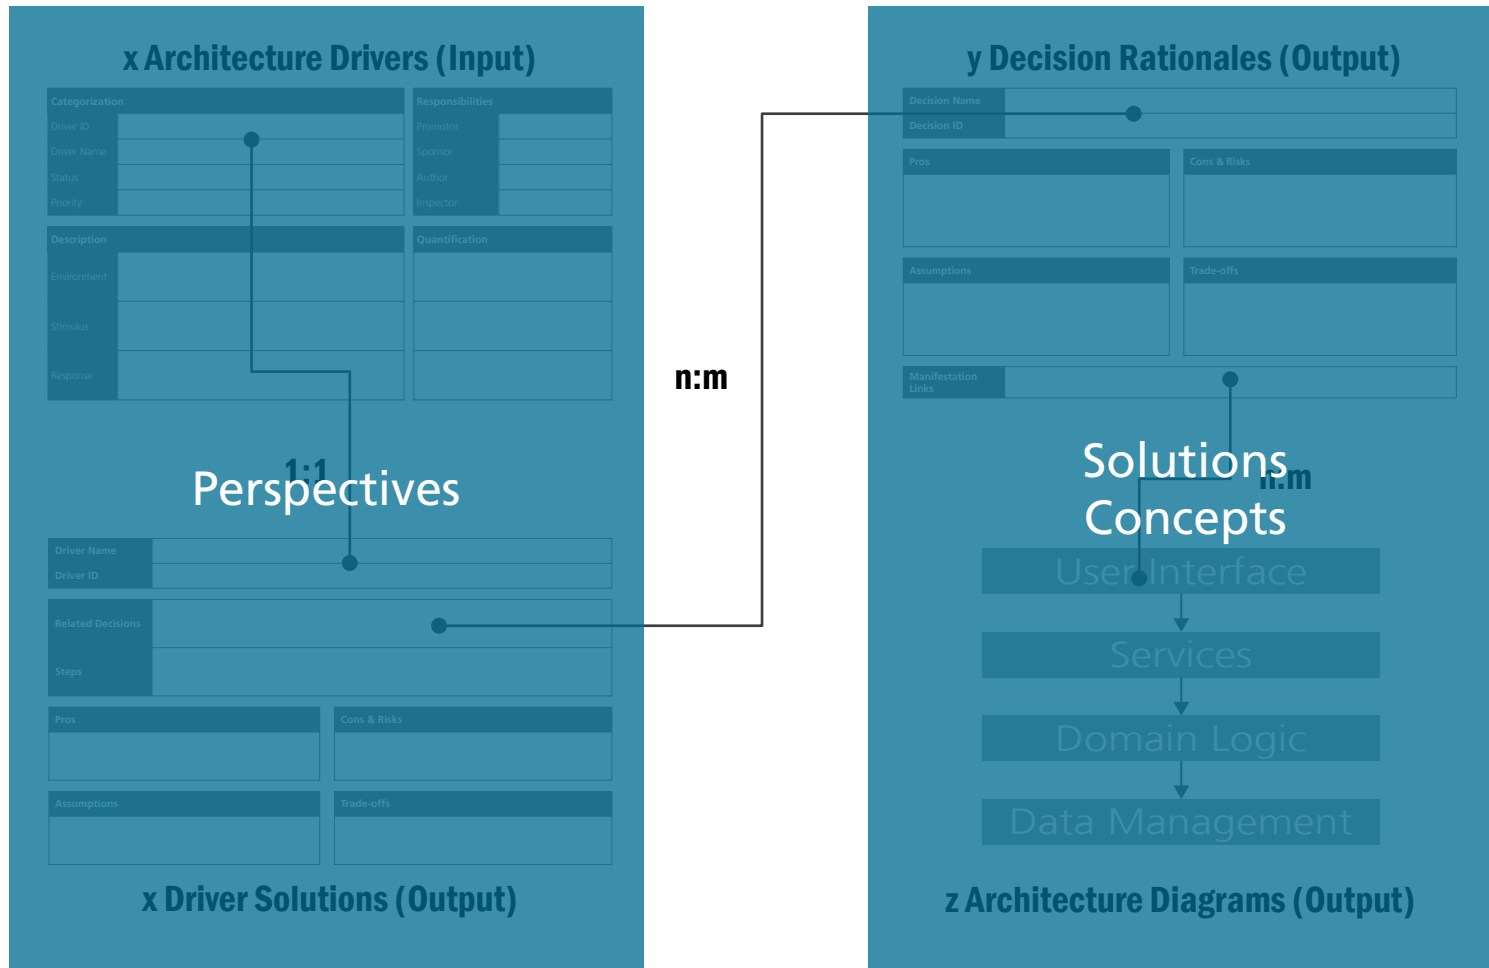 x Architecture Drivers (Input)
Categorization
Responsibilities
Driver ID
Promotor
Driver Name
Sponsor
Status
Author
Priority
Inspector
Description
Quantification
Environment
Stimulus
Response
1:1
Perspectives
Driver Name
Driver ID
Related Decisions
Steps
Pros
Cons & Risks
Assumptions
Trade-offs
x Driver Solutions (Output)
n:m
y Decision Rationales (Output)
Decision Name
Decision ID
Pros
Cons & Risks
Assumptions
Trade-offs
Manifestation
Links
Solutions
n:m
Concepts
User Interface
Services
Domain Logic
Data Management
z Architecture Diagrams (Output)